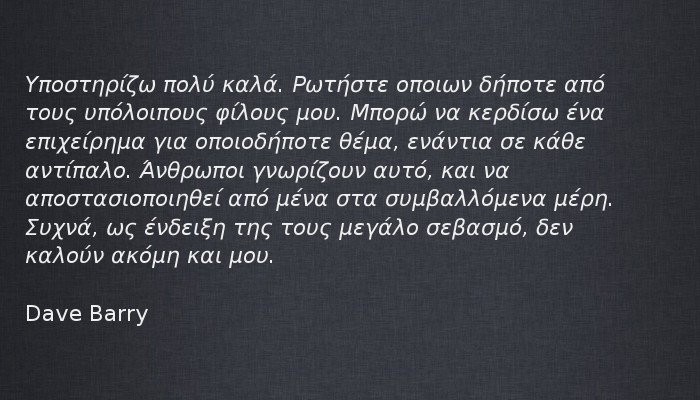 Υποστηρίζω πολύ καλά. Ρωτήστε οποιων δήποτε από
τους υπόλοιπους φίλους μου. Μπορώ να κερδίσω ένα
επιχείρημα για οποιοδήποτε θέμα, ενάντια σε κάθε
αντίπαλο. Άνθρωποι γνωρίζουν αυτό, και να
αποστασιοποιηθεί από μένα στα συμβαλλόμενα μέρη.
Συχνά, ως ένδειξη της τους μεγάλο σεβασμό, δεν
καλούν ακόμη και μου.
Dave Barry